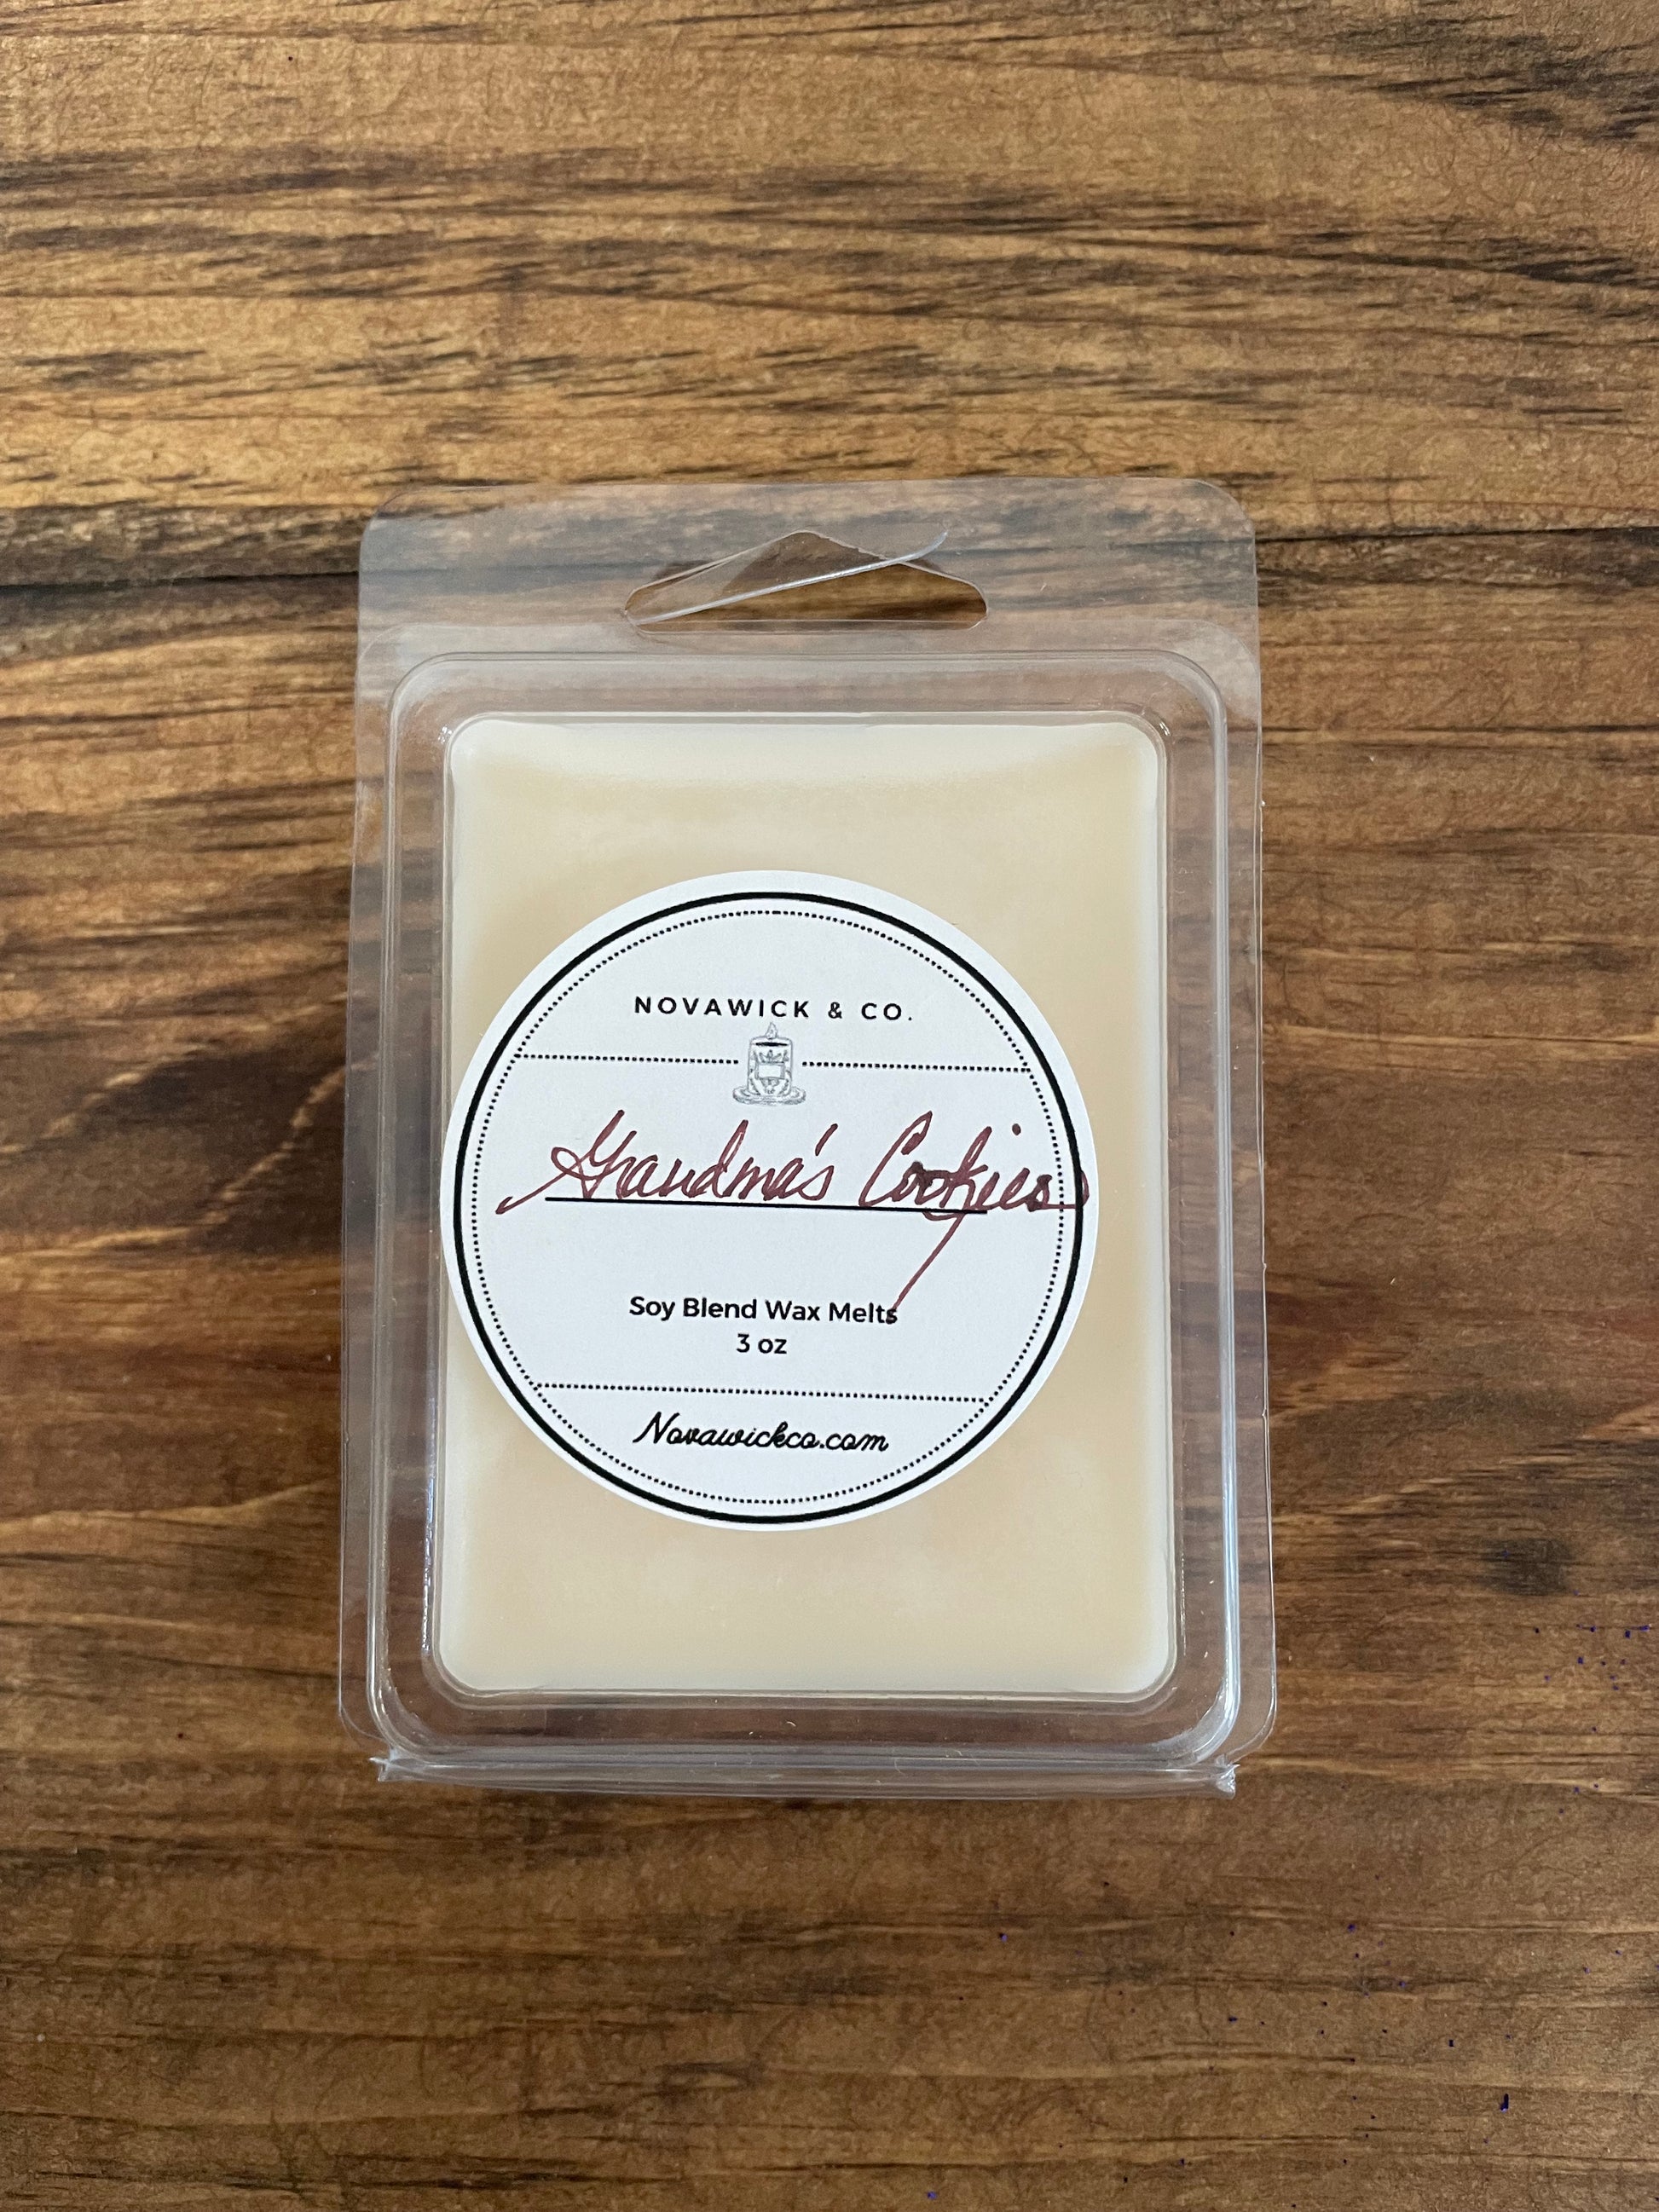 NOVAWICK & CO.
Grandma's Cookies
Soy Blend Wax Melts
3 oz
Novawickco.com